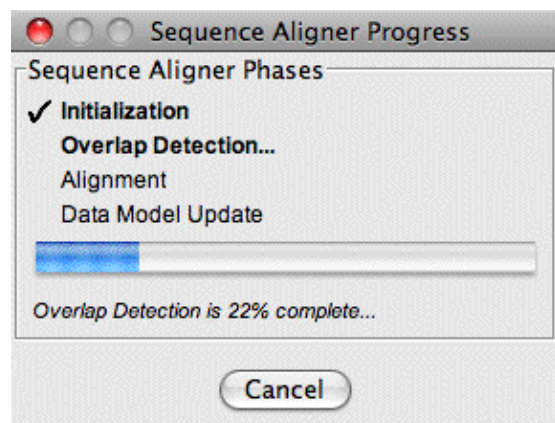 Sequence Aligner Progress
Sequence Aligner Phases
✓ Initialization
Overlap Detection...
Alignment
Data Model Update
Overlap Detection is 22% complete...
Cancel